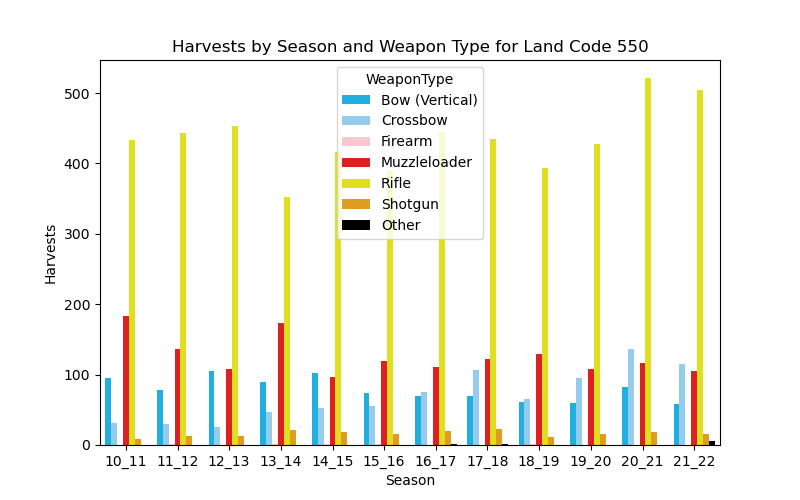 Harvests by Season and Weapon Type for Land Code 550
WeaponType
Bow (Vertical)
Crossbow
Firearm
Muzzleloader
Rifle
Shotgun
Other
Harvests
500
400
300
200
100
0
10_11 11_12 12_13 13_14 14_15 15_16 16_17 17_18 18_19 19_20 20_21 21_22
Season